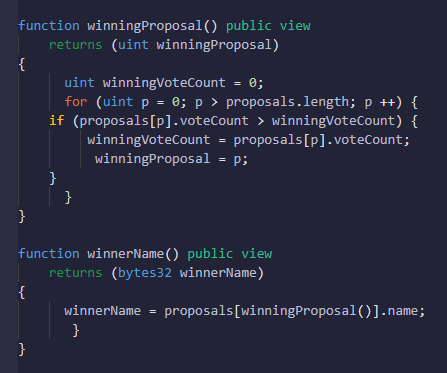 function winningProposal() public view
returns (uint winningProposal)
{
uint winningVoteCount = 0;
for (uint p = 0; p > proposals.length; p ++) {
if (proposals[p].voteCount > winningVoteCount) {
winningVoteCount = proposals[p].voteCount;
winningProposal = p;
}
}
}
function winnerName() public view
returns (bytes32 winnerName)
{
winnerName = proposals[winningProposal()].name;
}
}